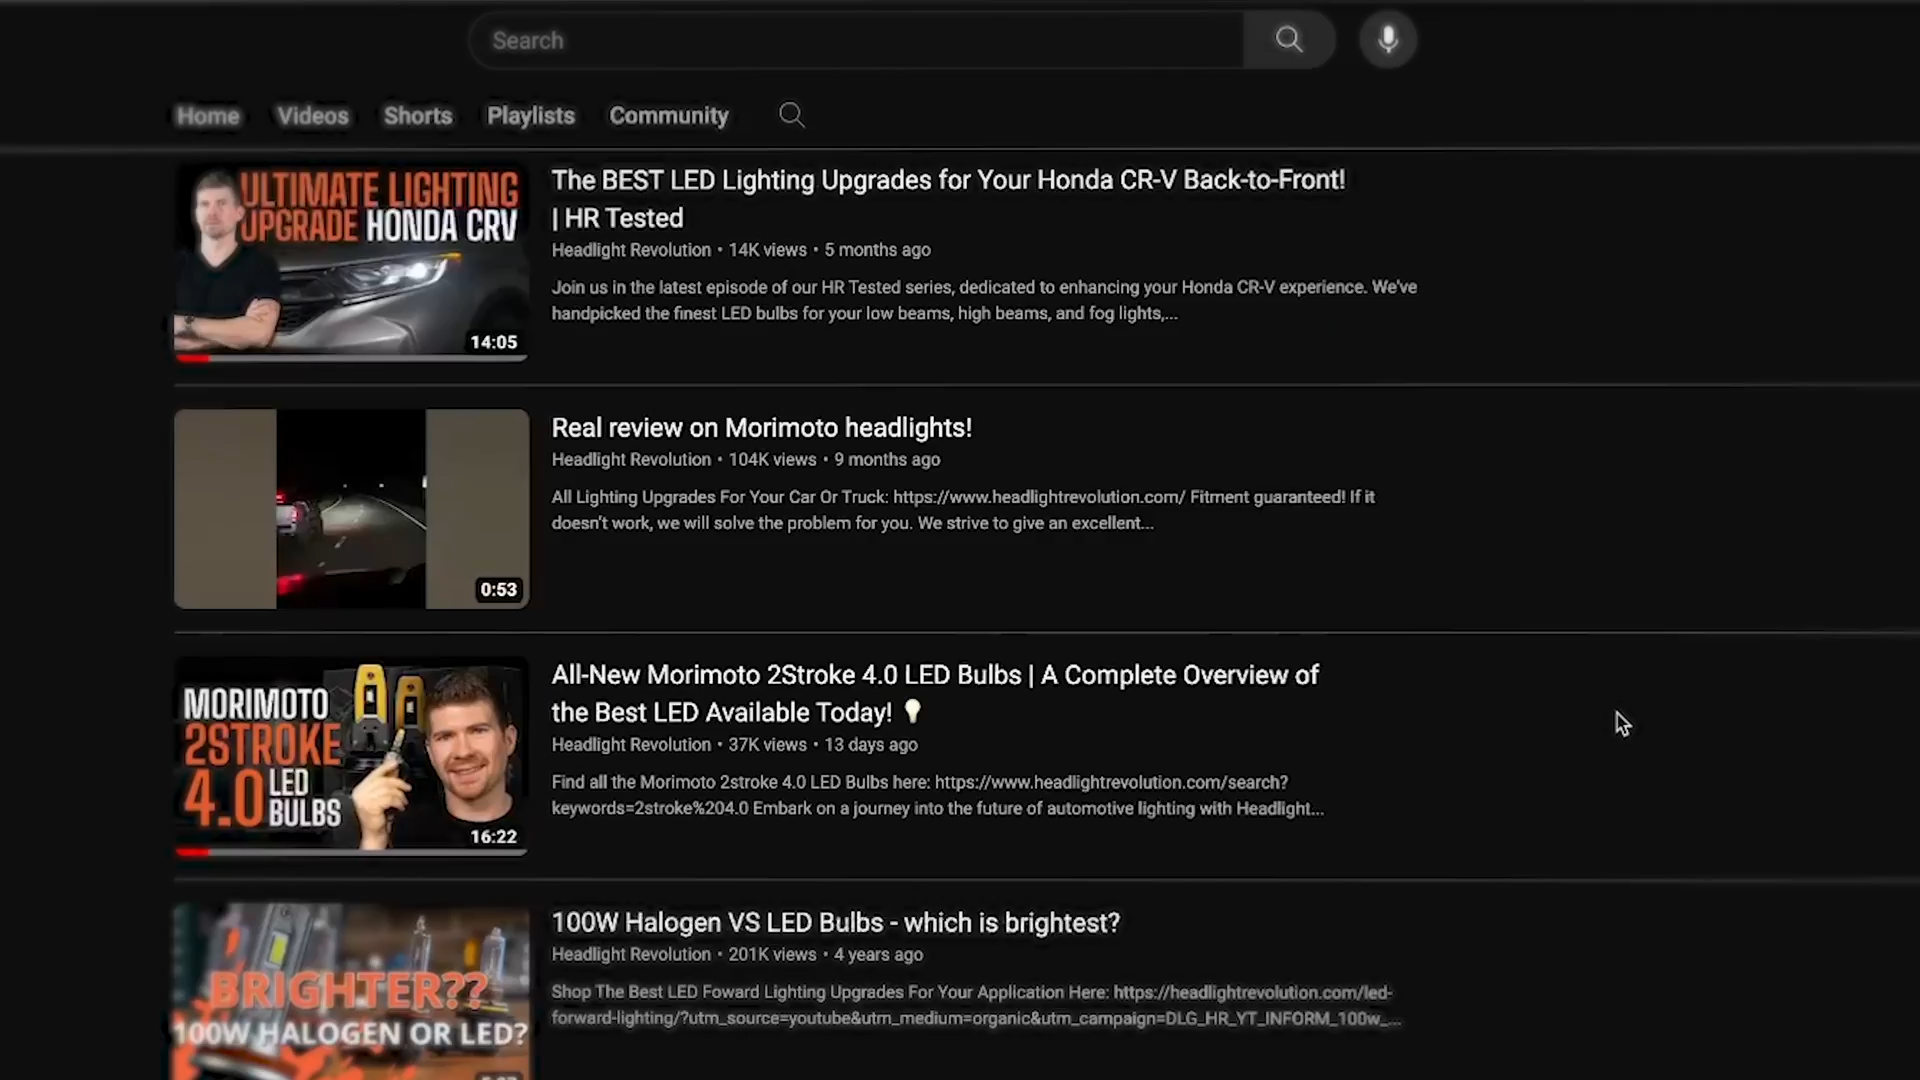 Search
Home Videos Shorts Playlists Community
ULTIMATE LIGHTING
UPGRADE HONDA CRV
14:05
The BEST LED Lighting Upgrades for Your Honda CR-V Back-to-Front!
| HR Tested
Headlight Revolution • 14K views • 5 months ago
Join us in the latest episode of our HR Tested series, dedicated to enhancing your Honda CR-V experience. We've
handpicked the finest LED bulbs for your low beams, high beams, and fog lights,...
0:53
Real review on Morimoto headlights!
Headlight Revolution • 104K views • 9 months ago
All Lighting Upgrades For Your Car Or Truck: https://www.headlightrevolution.com/ Fitment guaranteed! If it
doesn't work, we will solve the problem for you. We strive to give an excellent...
MORIMOTO
2STROKE
4.0 LED
BULBS
16:22
All-New Morimoto 2Stroke 4.0 LED Bulbs | A Complete Overview of
the Best LED Available Today! 💡
Headlight Revolution • 37K views • 13 days ago
Find all the Morimoto 2stroke 4.0 LED Bulbs here: https://www.headlightrevolution.com/search?
keywords=2stroke%204.0 Embark on a journey into the future of automotive lighting with Headlight...
BRIGHTER??
100W HALOGEN OR LED?
100W Halogen VS LED Bulbs - which is brightest?
Headlight Revolution • 201K views • 4 years ago
Shop The Best LED Foward Lighting Upgrades For Your Application Here: https://headlightrevolution.com/led-
forward-lighting/?utm_source=youtube&utm_medium=organic&utm_campaign=DLG_HR_YT_INFORM_100w_...